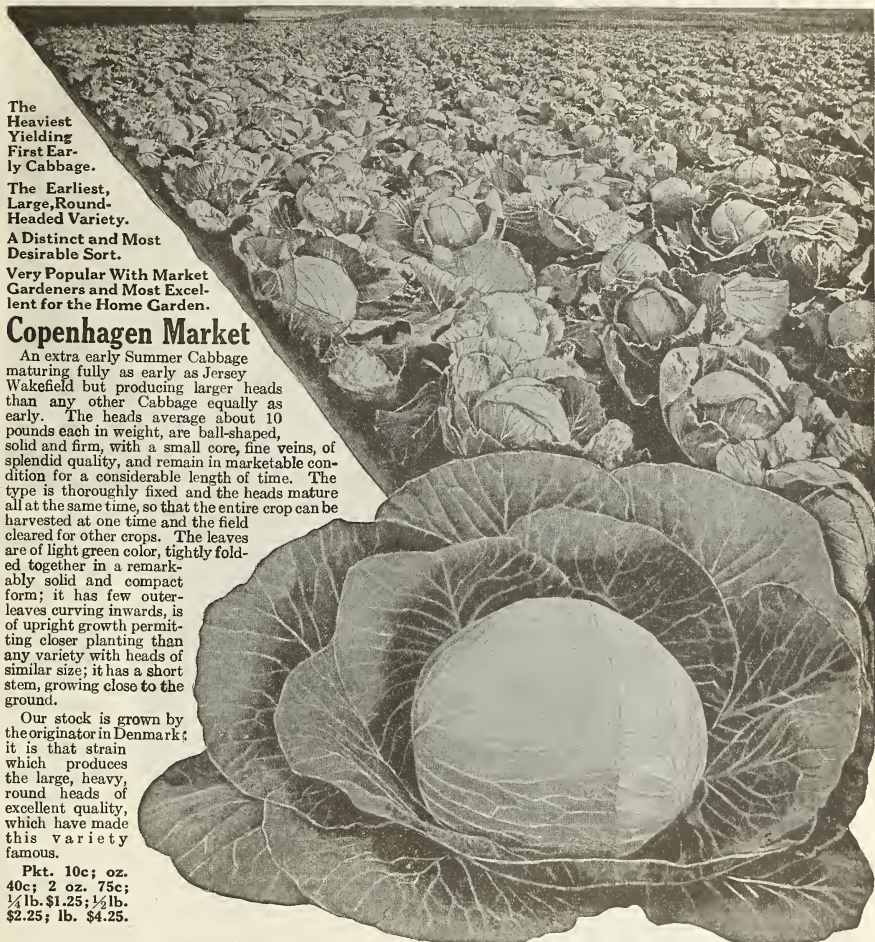 The
Heaviest
Yielding
First Ear-
ly Cabbage.
The Earliest,
Large,Round-
Headed Variety.
A Distinct and Most
Desirable Sort.
Very Popular With Market
Gardeners and Most Excel-
lent for the Home Garden.
Copenhagen Market
An extra early Summer Cabbage
maturing fully as early as Jersey
Wakefield but producing larger heads
than any other Cabbage equally as
early. The heads average about 10
pounds each in weight, are ball-shaped,
solid and firm, with a small core, fine veins, of
splendid quality, and remain in marketable con-
dition for a considerable length of time. The
type is thoroughly fixed and the heads mature
all at the same time, so that the entire crop can be
harvested at one time and the field
cleared for other crops. The leaves
are of light green color, tightly fold-
ed together in a remark-
ably solid and compact
form; it has few outer-
leaves curving inwards, is
of upright growth permit-
ting closer planting than
any variety with heads of
similar size; it has a short
stem, growing close to the
ground.
Our stock is grown by
the originator in Denmark;
it is that strain
which produces
the large, heavy,
round heads of
excellent quality,
which have made
this variety
famous.
Pkt. 10c; oz.
40c; 2 oz. 75c;
¼ lb. $1.25; ½ lb.
$2.25; lb. $4.25.